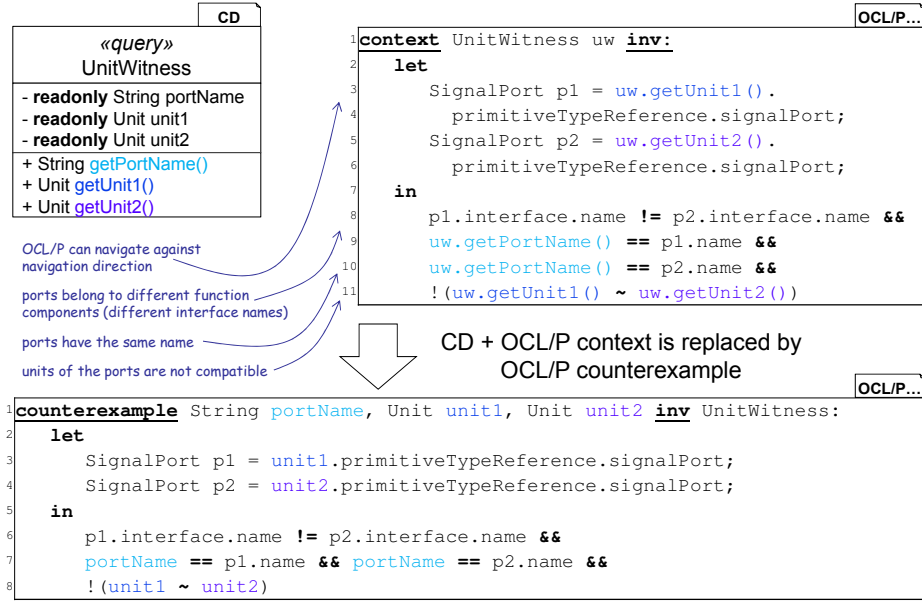 CD
«query»
UnitWitness
- readonly String portName
- readonly Unit unit1
- readonly Unit unit2
+ String getPortName()
+ Unit getUnit1()
+ Unit getUnit2()
OCL/P can navigate against
navigation direction
ports belong to different function
components (different interface names)
ports have the same name
units of the ports are not compatible
OCL/P...
1 context UnitWitness uw inv:
2 let
3 SignalPort p1 = uw.getUnit1().
4 primitiveTypeReference.signalPort;
5 SignalPort p2 = uw.getUnit2().
6 primitiveTypeReference.signalPort;
7 in
8 p1.interface.name != p2.interface.name &&
9 uw.getPortName() == p1.name &&
10 uw.getPortName() == p2.name &&
11 !(uw.getUnit1() ~ uw.getUnit2())
CD + OCL/P context is replaced by
OCL/P counterexample
OCL/P...
1 counterexample String portName, Unit unit1, Unit unit2 inv UnitWitness:
2 let
3 SignalPort p1 = unit1.primitiveTypeReference.signalPort;
4 SignalPort p2 = unit2.primitiveTypeReference.signalPort;
5 in
6 p1.interface.name != p2.interface.name &&
7 portName == p1.name && portName == p2.name &&
8 !(unit1 ~ unit2)